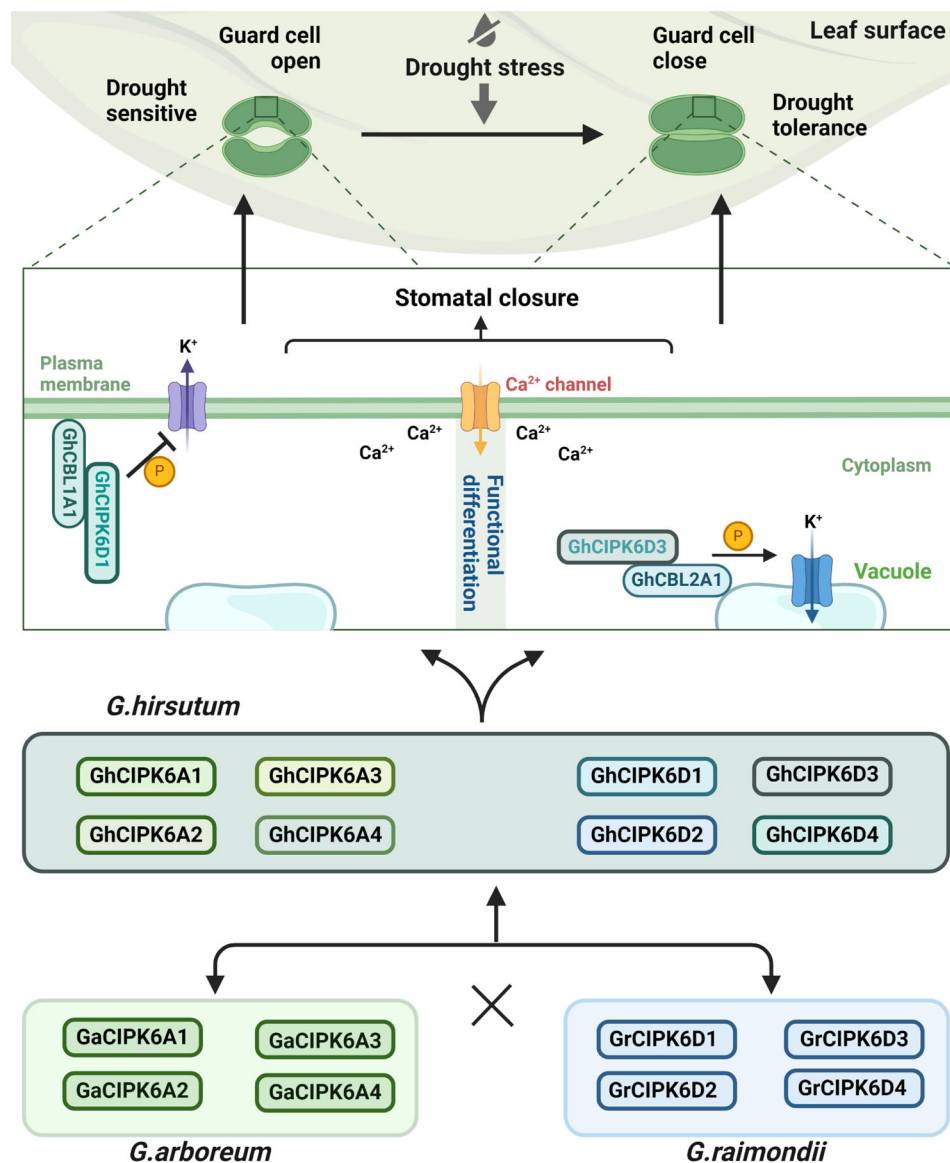 Leaf surface
Guard cell
open
Drought stress
Guard cell
close
Drought
sensitive
Drought
tolerance
Stomatal closure
Plasma
membrane
K⁺
Ca²⁺ channel
Ca²⁺
Ca²⁺
Ca²⁺
Ca²⁺
GhCBL1A1
GhCIPK6D1
P
Functional
differentiation
Cytoplasm
GhCIPK6D3
GhCBL2A1
P
K⁺
Vacuole
G.hirsutum
GhCIPK6A1
GhCIPK6A3
GhCIPK6D1
GhCIPK6D3
GhCIPK6A2
GhCIPK6A4
GhCIPK6D2
GhCIPK6D4
GaCIPK6A1
GaCIPK6A3
GrCIPK6D1
GrCIPK6D3
GaCIPK6A2
GaCIPK6A4
GrCIPK6D2
GrCIPK6D4
G.arboreum
G.raimondii